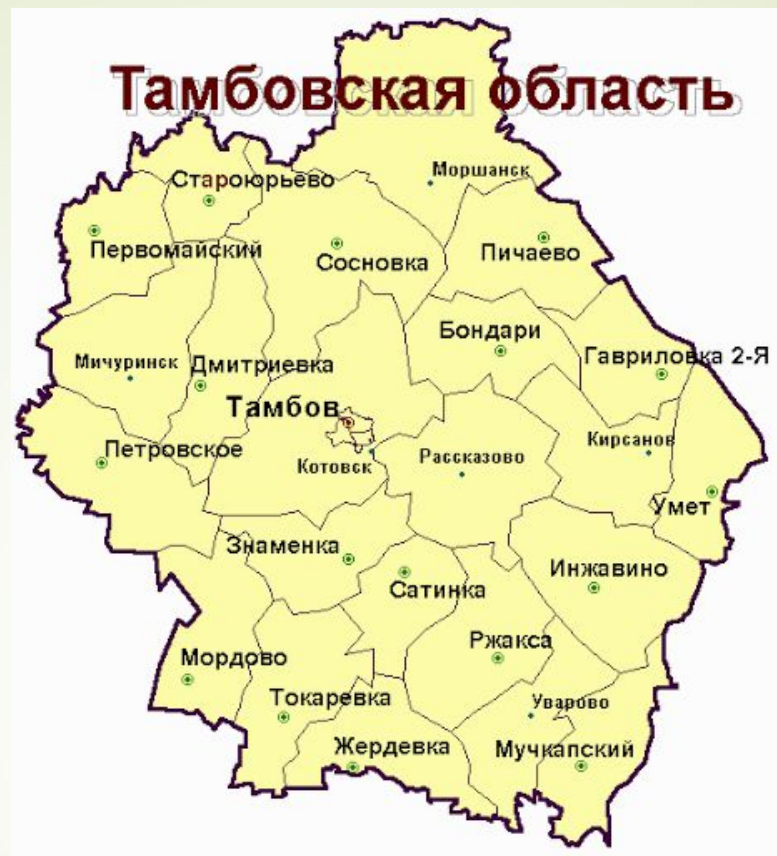 Тамбовская область
Моршанск
Староюрьево
Первомайский
Сосновка
Пичаево
Бондари
Гавриловка 2-Я
Мичуринск
Дмитриевка
Тамбов
Кирсанов
Петровское
Котовск
Рассказово
Умет
Знаменка
Сатинка
Инжавино
Ржакса
Мордово
Токаревка
Уварово
Жердевка
Мучкапский